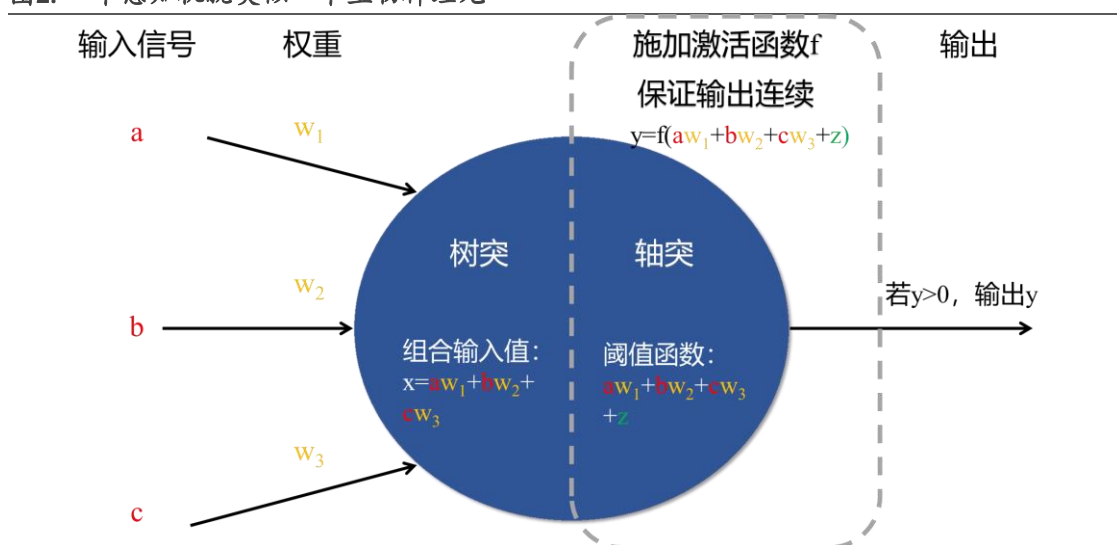 输入信号
权重
施加激活函数f
输出
保证输出连续
y=f(aw₁+bw₂+cw₃+z)
a
w₁
树突
轴突
w₂
若y>0，输出y
b
组合输入值：
x=aw₁+bw₂+
cw₃
阈值函数：
aw₁+bw₂+cw₃
+z
w₃
c